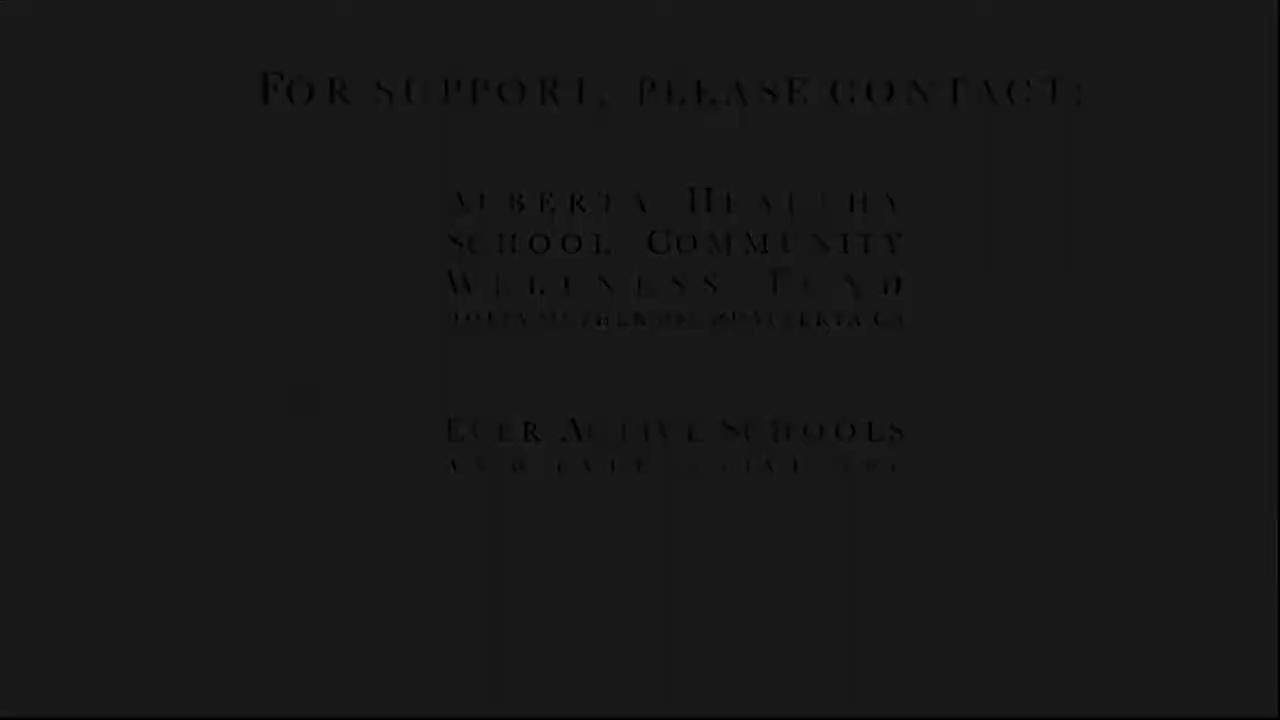 FOR SUPPORT, PLEASE CONTACT:
ALBERTA HEALTHY
SCHOOL COMMUNITY
WELLNESS FUND
EVER ACTIVE SCHOOLS